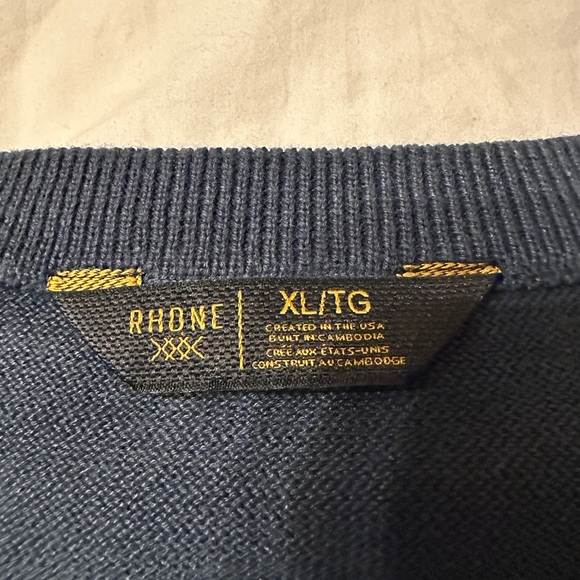 RHONE
XL/TG
CREATED IN THE USA
BUILT IN CAMBODIA
CRÉÉ AUX ÉTATS-UNIS
CONSTRUIT AU CAMBODGE